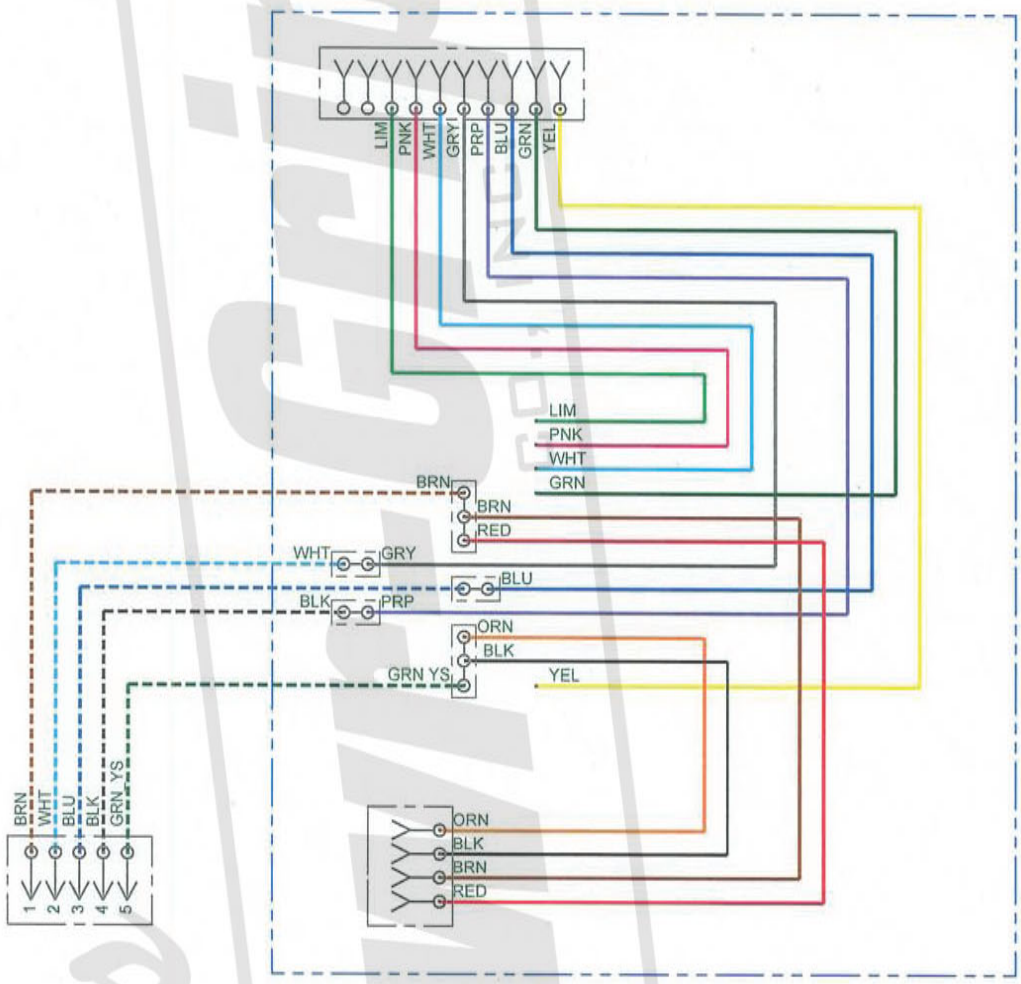 LIM PNK WHT GRY PRP BLU GRN YEL
LIM
PNK
WHT
BRN GRN
BRN
RED
WHT GRY
BLU
BLK PRP
ORN
BLK
GRN YS YEL
BRN WHT BLU BLK GRN YS
ORN
BLK
BRN
RED
1 2 3 4 5